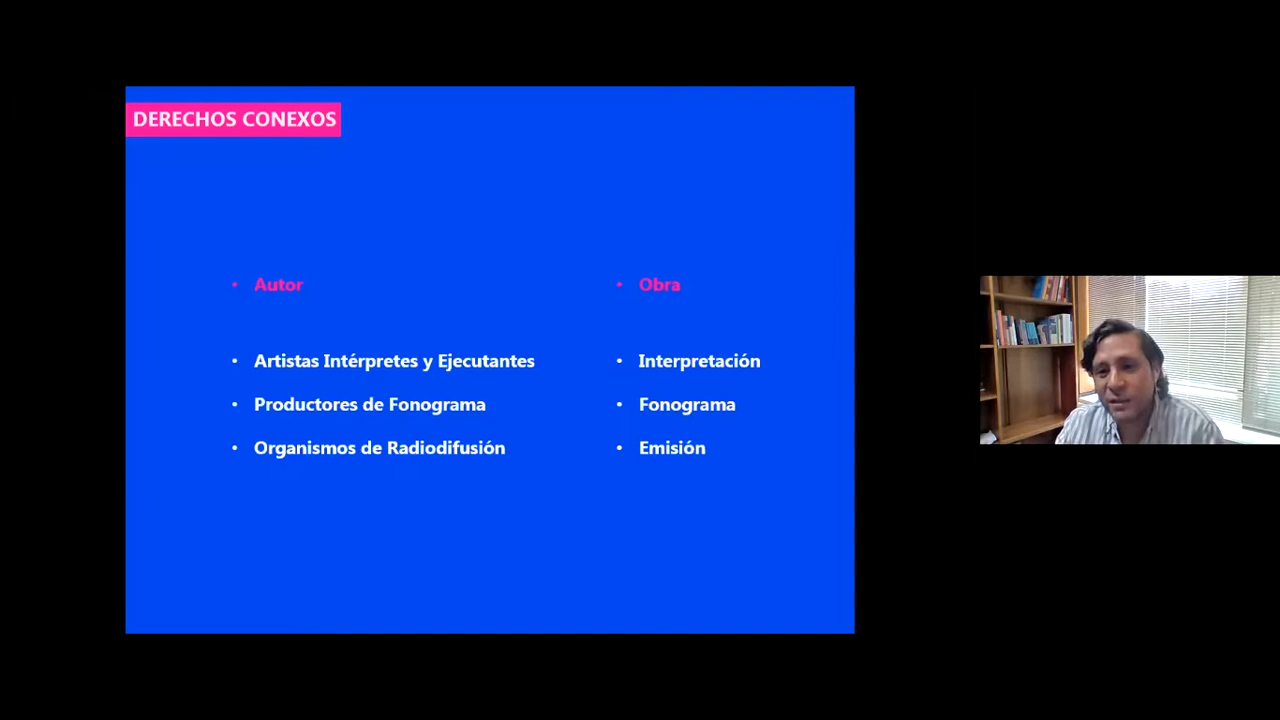 DERECHOS CONEXOS
• Autor
• Obra
• Artistas Intérpretes y Ejecutantes
• Interpretación
• Productores de Fonograma
• Fonograma
• Organismos de Radiodifusión
• Emisión